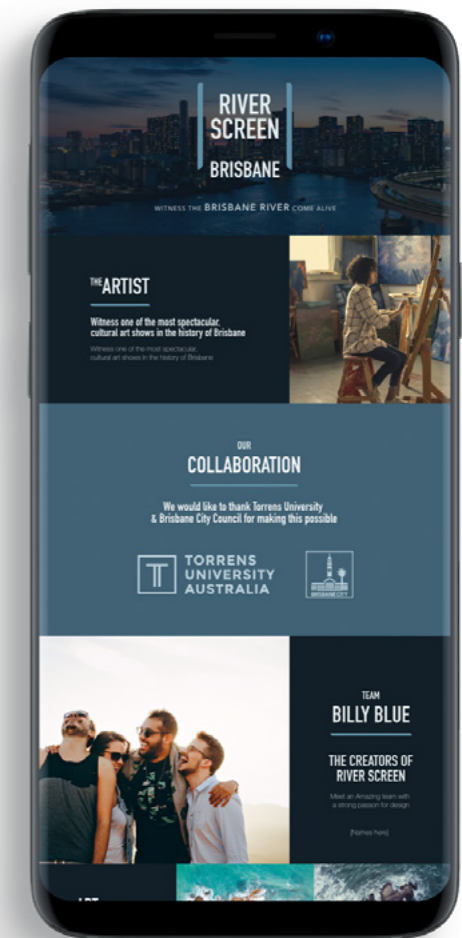 RIVER
SCREEN
BRISBANE
WITNESS THE BRISBANE RIVER COME ALIVE
THE ARTIST
Witness one of the most spectacular,
cultural art shows in the history of Brisbane
Witness one of the most spectacular,
cultural art shows in the history of Brisbane
OUR
COLLABORATION
We would like to thank Torrens University
& Brisbane City Council for making this possible
TORRENS
UNIVERSITY
AUSTRALIA
BRISBANE CITY
TEAM
BILLY BLUE
THE CREATORS OF
RIVER SCREEN
Meet an Amazing team with
a strong passion for design
[Names here]